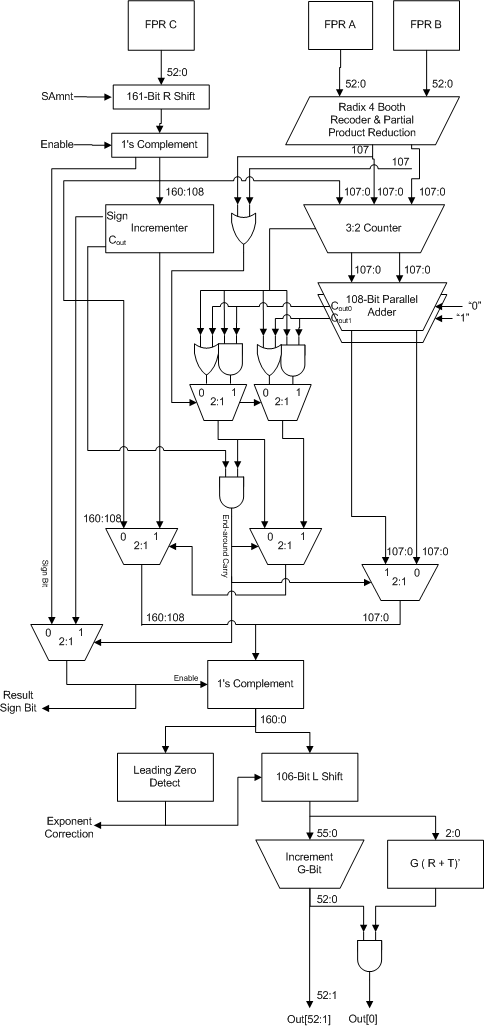 FPR C
FPR A
FPR B
52:0
52:0
52:0
SAmnt
161-Bit R Shift
Radix 4 Booth
Recoder & Partial
Product Reduction
Enable
1's Complement
107
107
160:108
107:0
107:0
107:0
Sign
Incrementer
Cout
3:2 Counter
107:0
107:0
108-Bit Parallel
Adder
Cout0
Cout1
"0"
"1"
0
1
2:1
0
1
2:1
160:108
End-around Carry
0
1
2:1
0
1
2:1
107:0
107:0
1
0
2:1
Sign Bit
160:108
107:0
0
1
2:1
Enable
1's Complement
Result
Sign Bit
160:0
Leading Zero
Detect
106-Bit L Shift
Exponent
Correction
55:0
2:0
Increment
G-Bit
G ( R + T)'
52:0
52:1
Out[52:1]
Out[0]